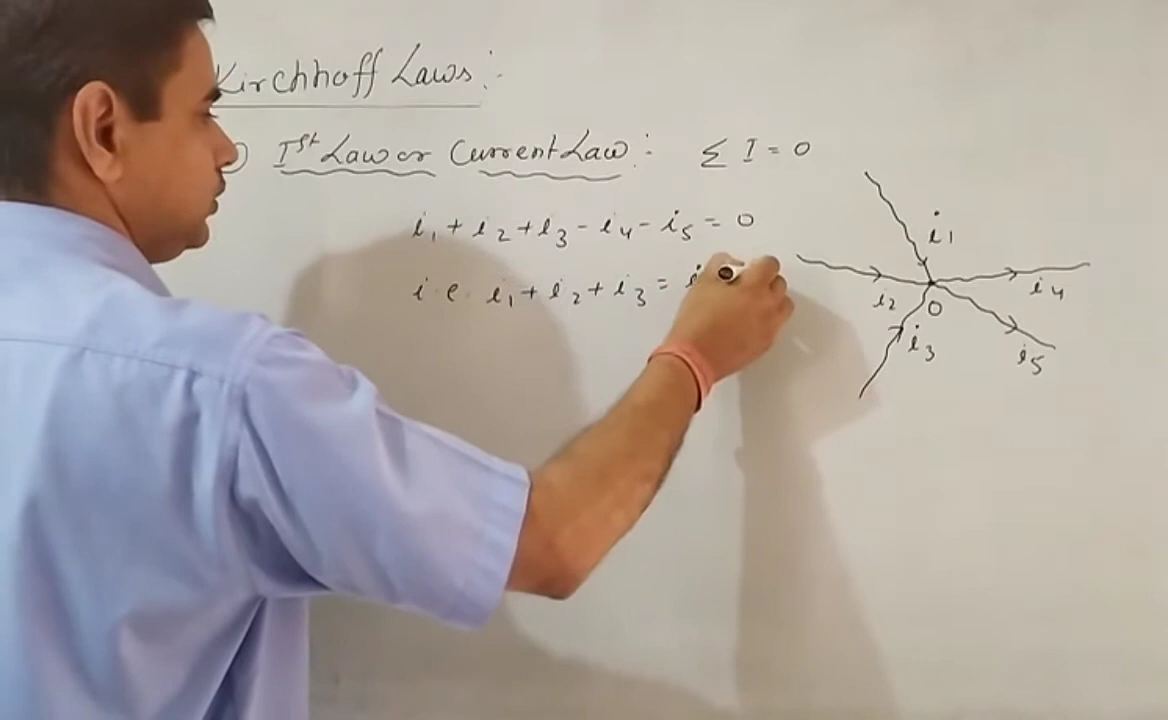 Kirchhoff Laws:-
) Ist Law or Current Law:- Σ I = 0
i1 + i2 + i3 - i4 - i5 = 0
i.e. i1 + i2 + i3 = i
i1
i2
i3
i4
i5
O